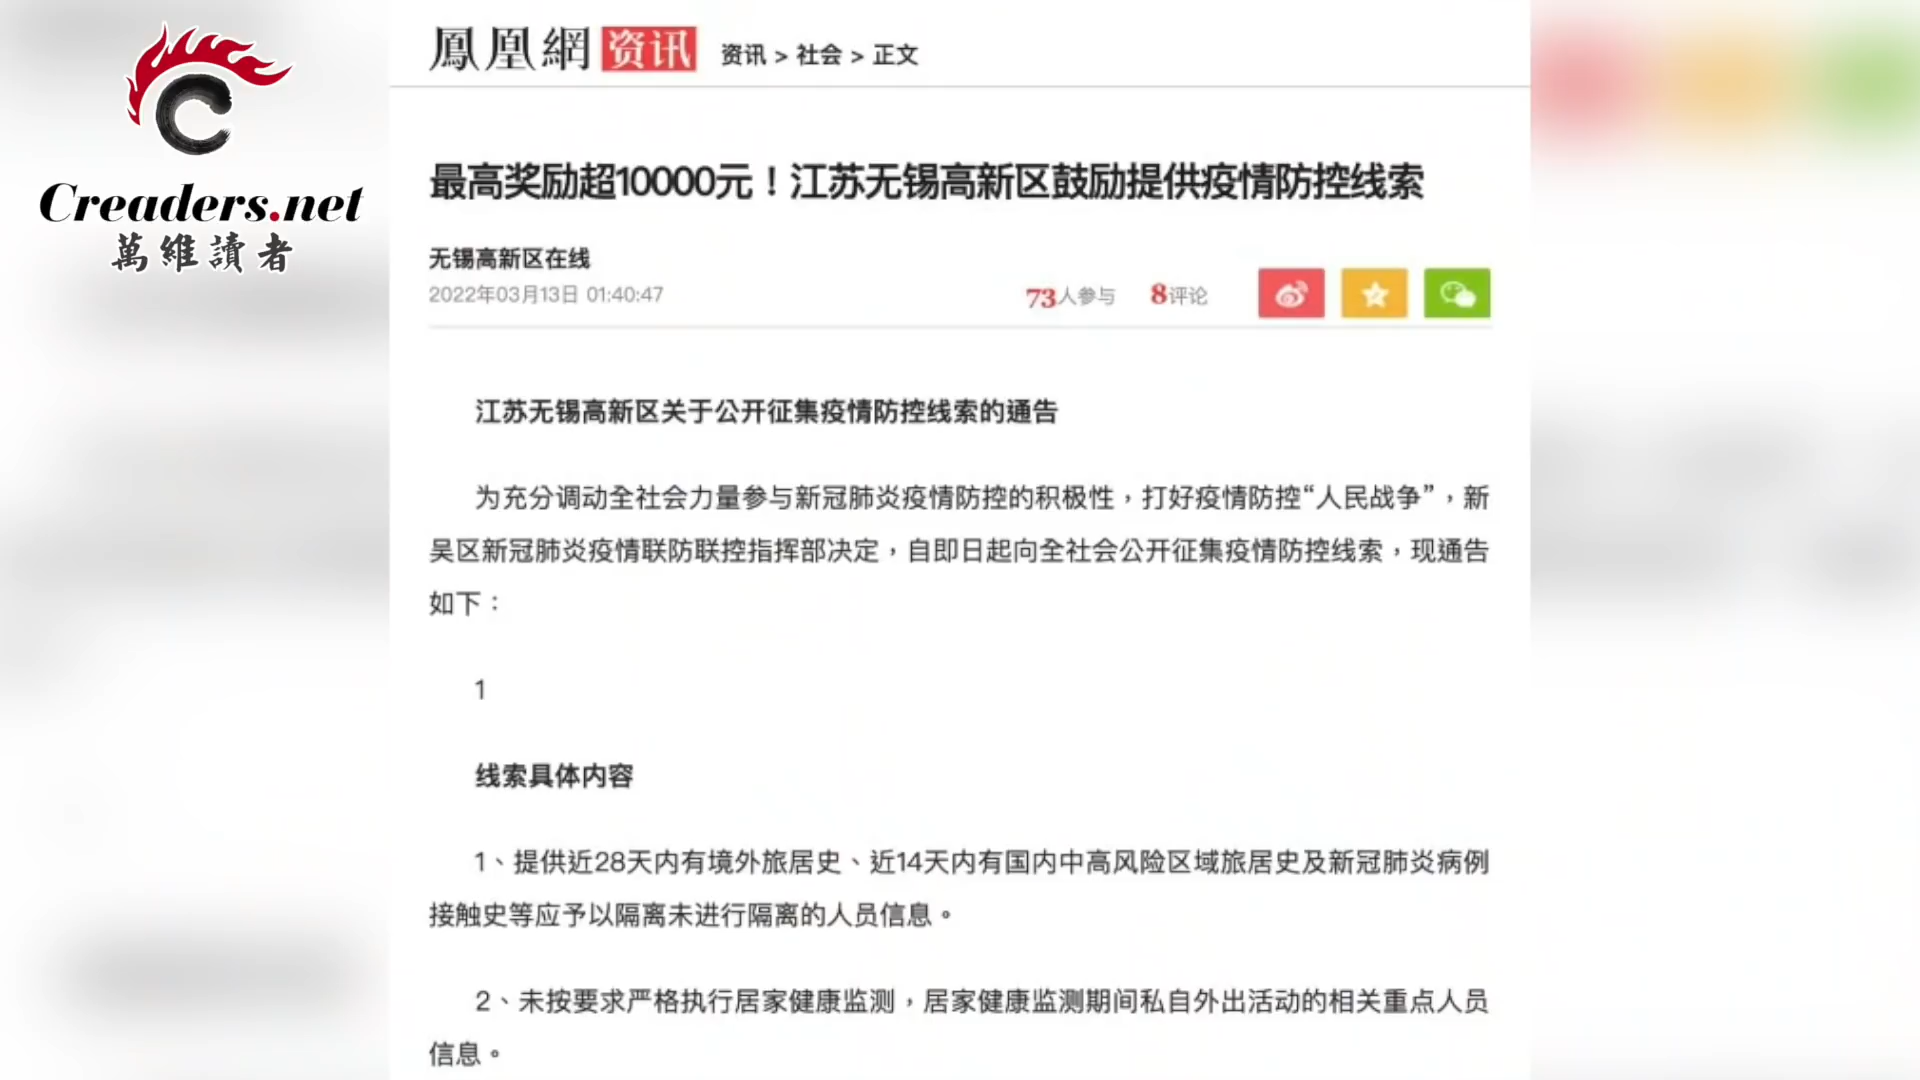 Creaders.net
萬維讀者
鳳凰網 资讯 资讯 > 社会 > 正文
最高奖励超10000元！江苏无锡高新区鼓励提供疫情防控线索
无锡高新区在线
2022年03月13日 01:40:47
73人参与 8评论
江苏无锡高新区关于公开征集疫情防控线索的通告
为充分调动全社会力量参与新冠肺炎疫情防控的积极性，打好疫情防控“人民战争”，新
吴区新冠肺炎疫情联防联控指挥部决定，自即日起向全社会公开征集疫情防控线索，现通告
如下：
1
线索具体内容
1、提供近28天内有境外旅居史、近14天内有国内中高风险区域旅居史及新冠肺炎病例
接触史等应予以隔离未进行隔离的人员信息。
2、未按要求严格执行居家健康监测，居家健康监测期间私自外出活动的相关重点人员
信息。